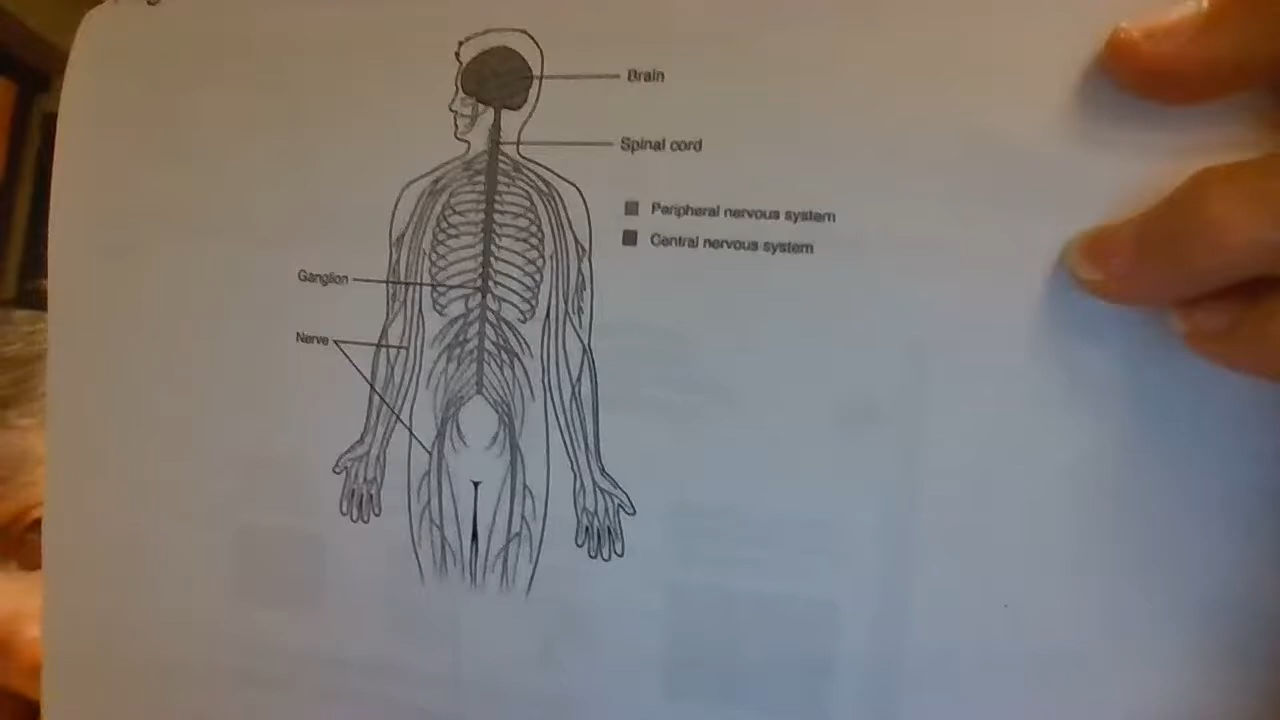 Brain
Spinal cord
Peripheral nervous system
Central nervous system
Ganglion
Nerve